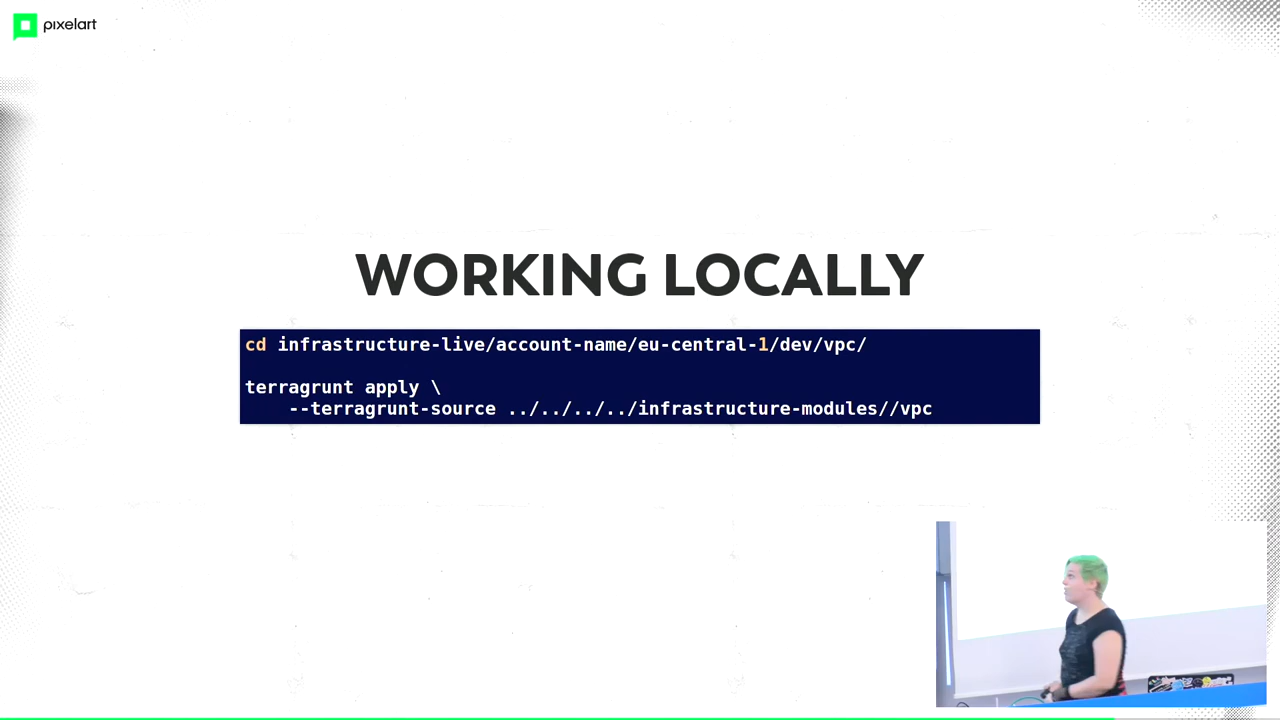 pixelart
WORKING LOCALLY
cd infrastructure-live/account-name/eu-central-1/dev/vpc/
terragrunt apply \
--terragrunt-source ../../../../infrastructure-modules//vpc